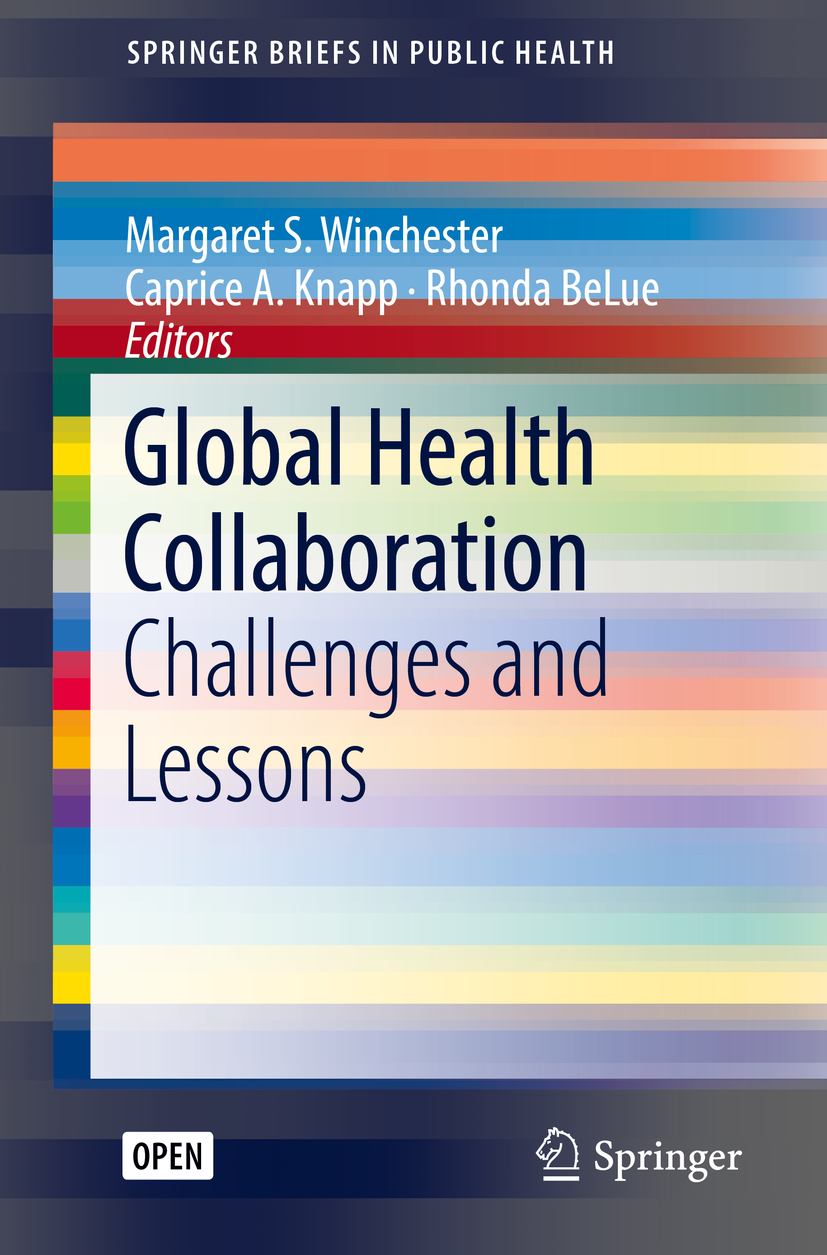 SPRINGER BRIEFS IN PUBLIC HEALTH
Margaret S. Winchester
Caprice A. Knapp · Rhonda BeLue
Editors
Global Health
Collaboration
Challenges and
Lessons
OPEN
Springer